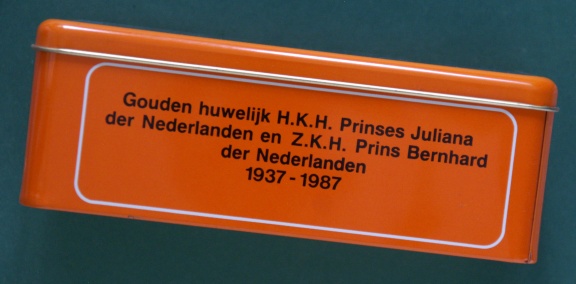 Gouden huwelijk H.K.H. Prinses Juliana
der Nederlanden en Z.K.H. Prins Bernhard
der Nederlanden
1937-1987